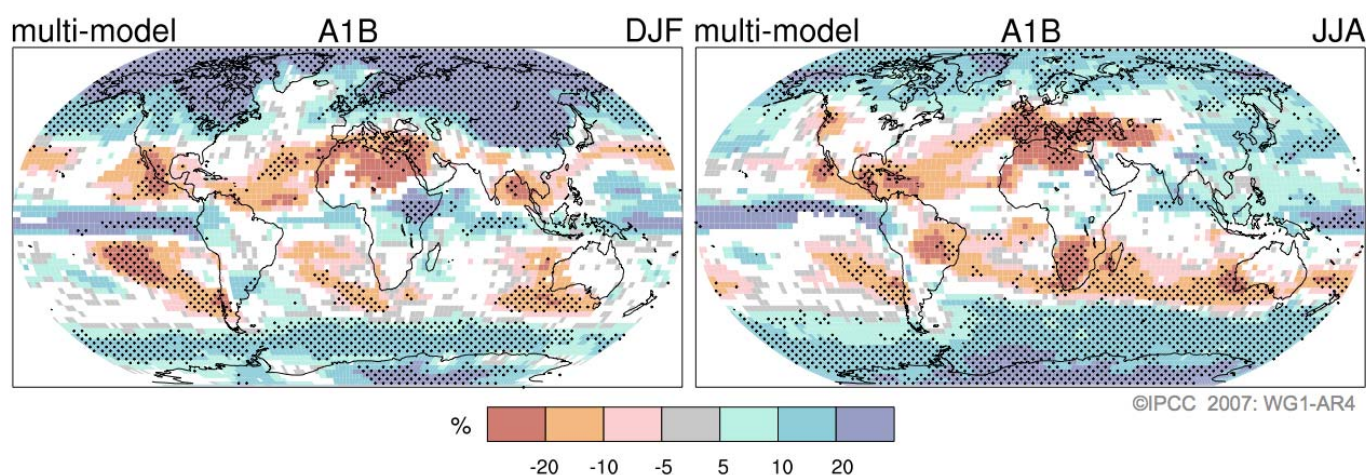 multi-model A1B DJF
multi-model A1B JJA
©IPCC 2007: WG1-AR4
%
-20 -10 -5 5 10 20